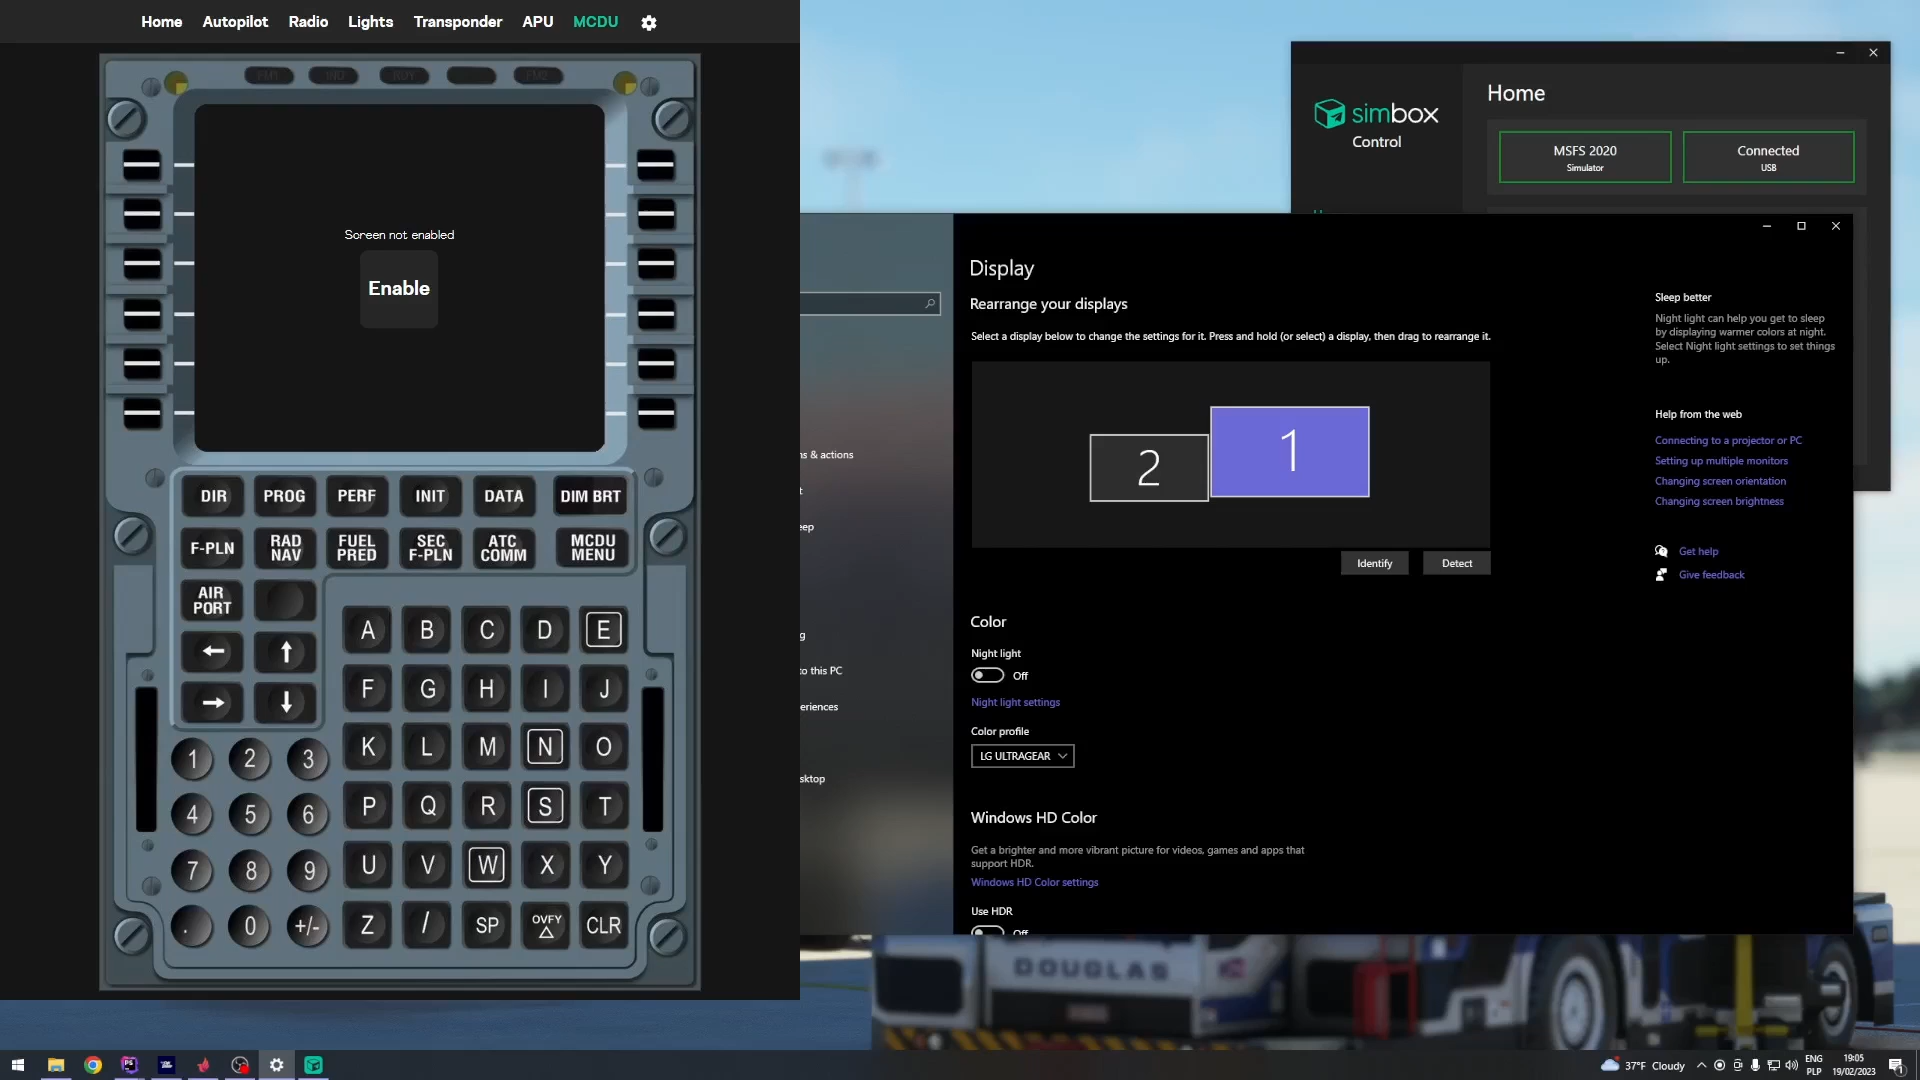 Home Autopilot Radio Lights Transponder APU MCDU
Screen not enabled
Enable
DIR PROG PERF INIT DATA DIM BRT
F-PLN RAD NAV FUEL PRED SEC F-PLN ATC COMM MCDU MENU
AIR PORT
← ↑
→ ↓
A B C D E
F G H I J
K L M N O
P Q R S T
U V W X Y
Z / SP OVFY △ CLR
1 2 3
4 5 6
7 8 9
. 0 +/-
simbox
Control
Home
MSFS 2020
Simulator
Connected
USB
ns & actions
t
eep
g
to this PC
eriences
sktop
Display
Rearrange your displays
Select a display below to change the settings for it. Press and hold (or select) a display, then drag to rearrange it.
2 1
Identify Detect
Color
Night light
Off
Night light settings
Color profile
LG ULTRAGEAR
Windows HD Color
Get a brighter and more vibrant picture for videos, games and apps that
support HDR.
Windows HD Color settings
Use HDR
Off
Sleep better
Night light can help you get to sleep
by displaying warmer colors at night.
Select Night light settings to set things
up.
Help from the web
Connecting to a projector or PC
Setting up multiple monitors
Changing screen orientation
Changing screen brightness
Get help
Give feedback
DOUGLAS
37°F Cloudy
ENG
PLP
19:05
19/02/2023